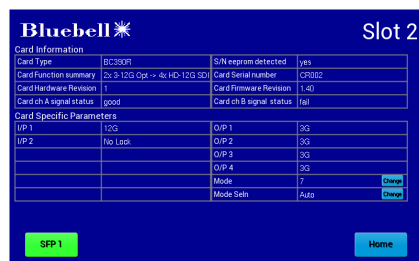 Bluebell Slot 2
Card Information
Card Type BC390R S/N eeprom detected yes
Card Function summary 2x 3-12G Opt -> 4x HD-12G SDI Card Serial number CR002
Card Hardware Revision 1 Card Firmware Revision 1.40
Card ch A signal status good Card ch B signal status fail
Card Specific Parameters
I/P 1 12G O/P 1 3G
I/P 2 No Lock O/P 2 3G
O/P 3 3G
O/P 4 3G
Mode 7 Change
Mode Seln Auto Change
SFP 1 Home